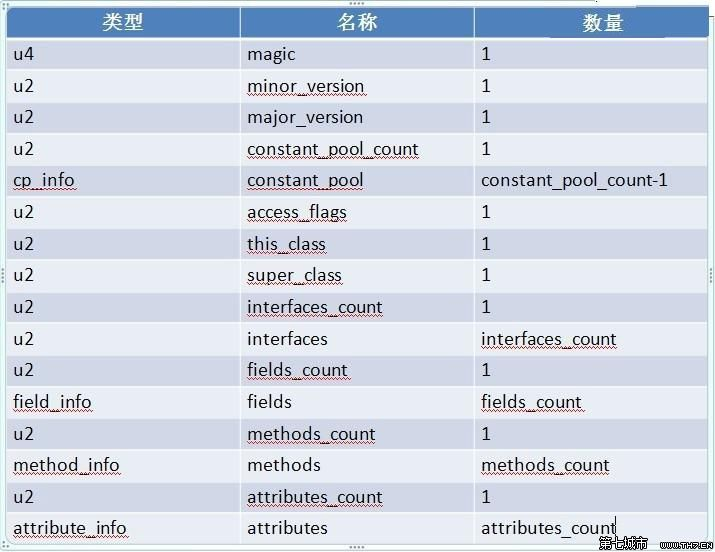 类型 名称 数量
u4 magic 1
u2 minor_version 1
u2 major_version 1
u2 constant_pool_count 1
cp_info constant_pool constant_pool_count-1
u2 access_flags 1
u2 this_class 1
u2 super_class 1
u2 interfaces_count 1
u2 interfaces interfaces_count
u2 fields_count 1
field_info fields fields_count
u2 methods_count 1
method_info methods methods_count
u2 attributes_count 1
attribute_info attributes attributes_count
第七城市 WWW.TH7.CN